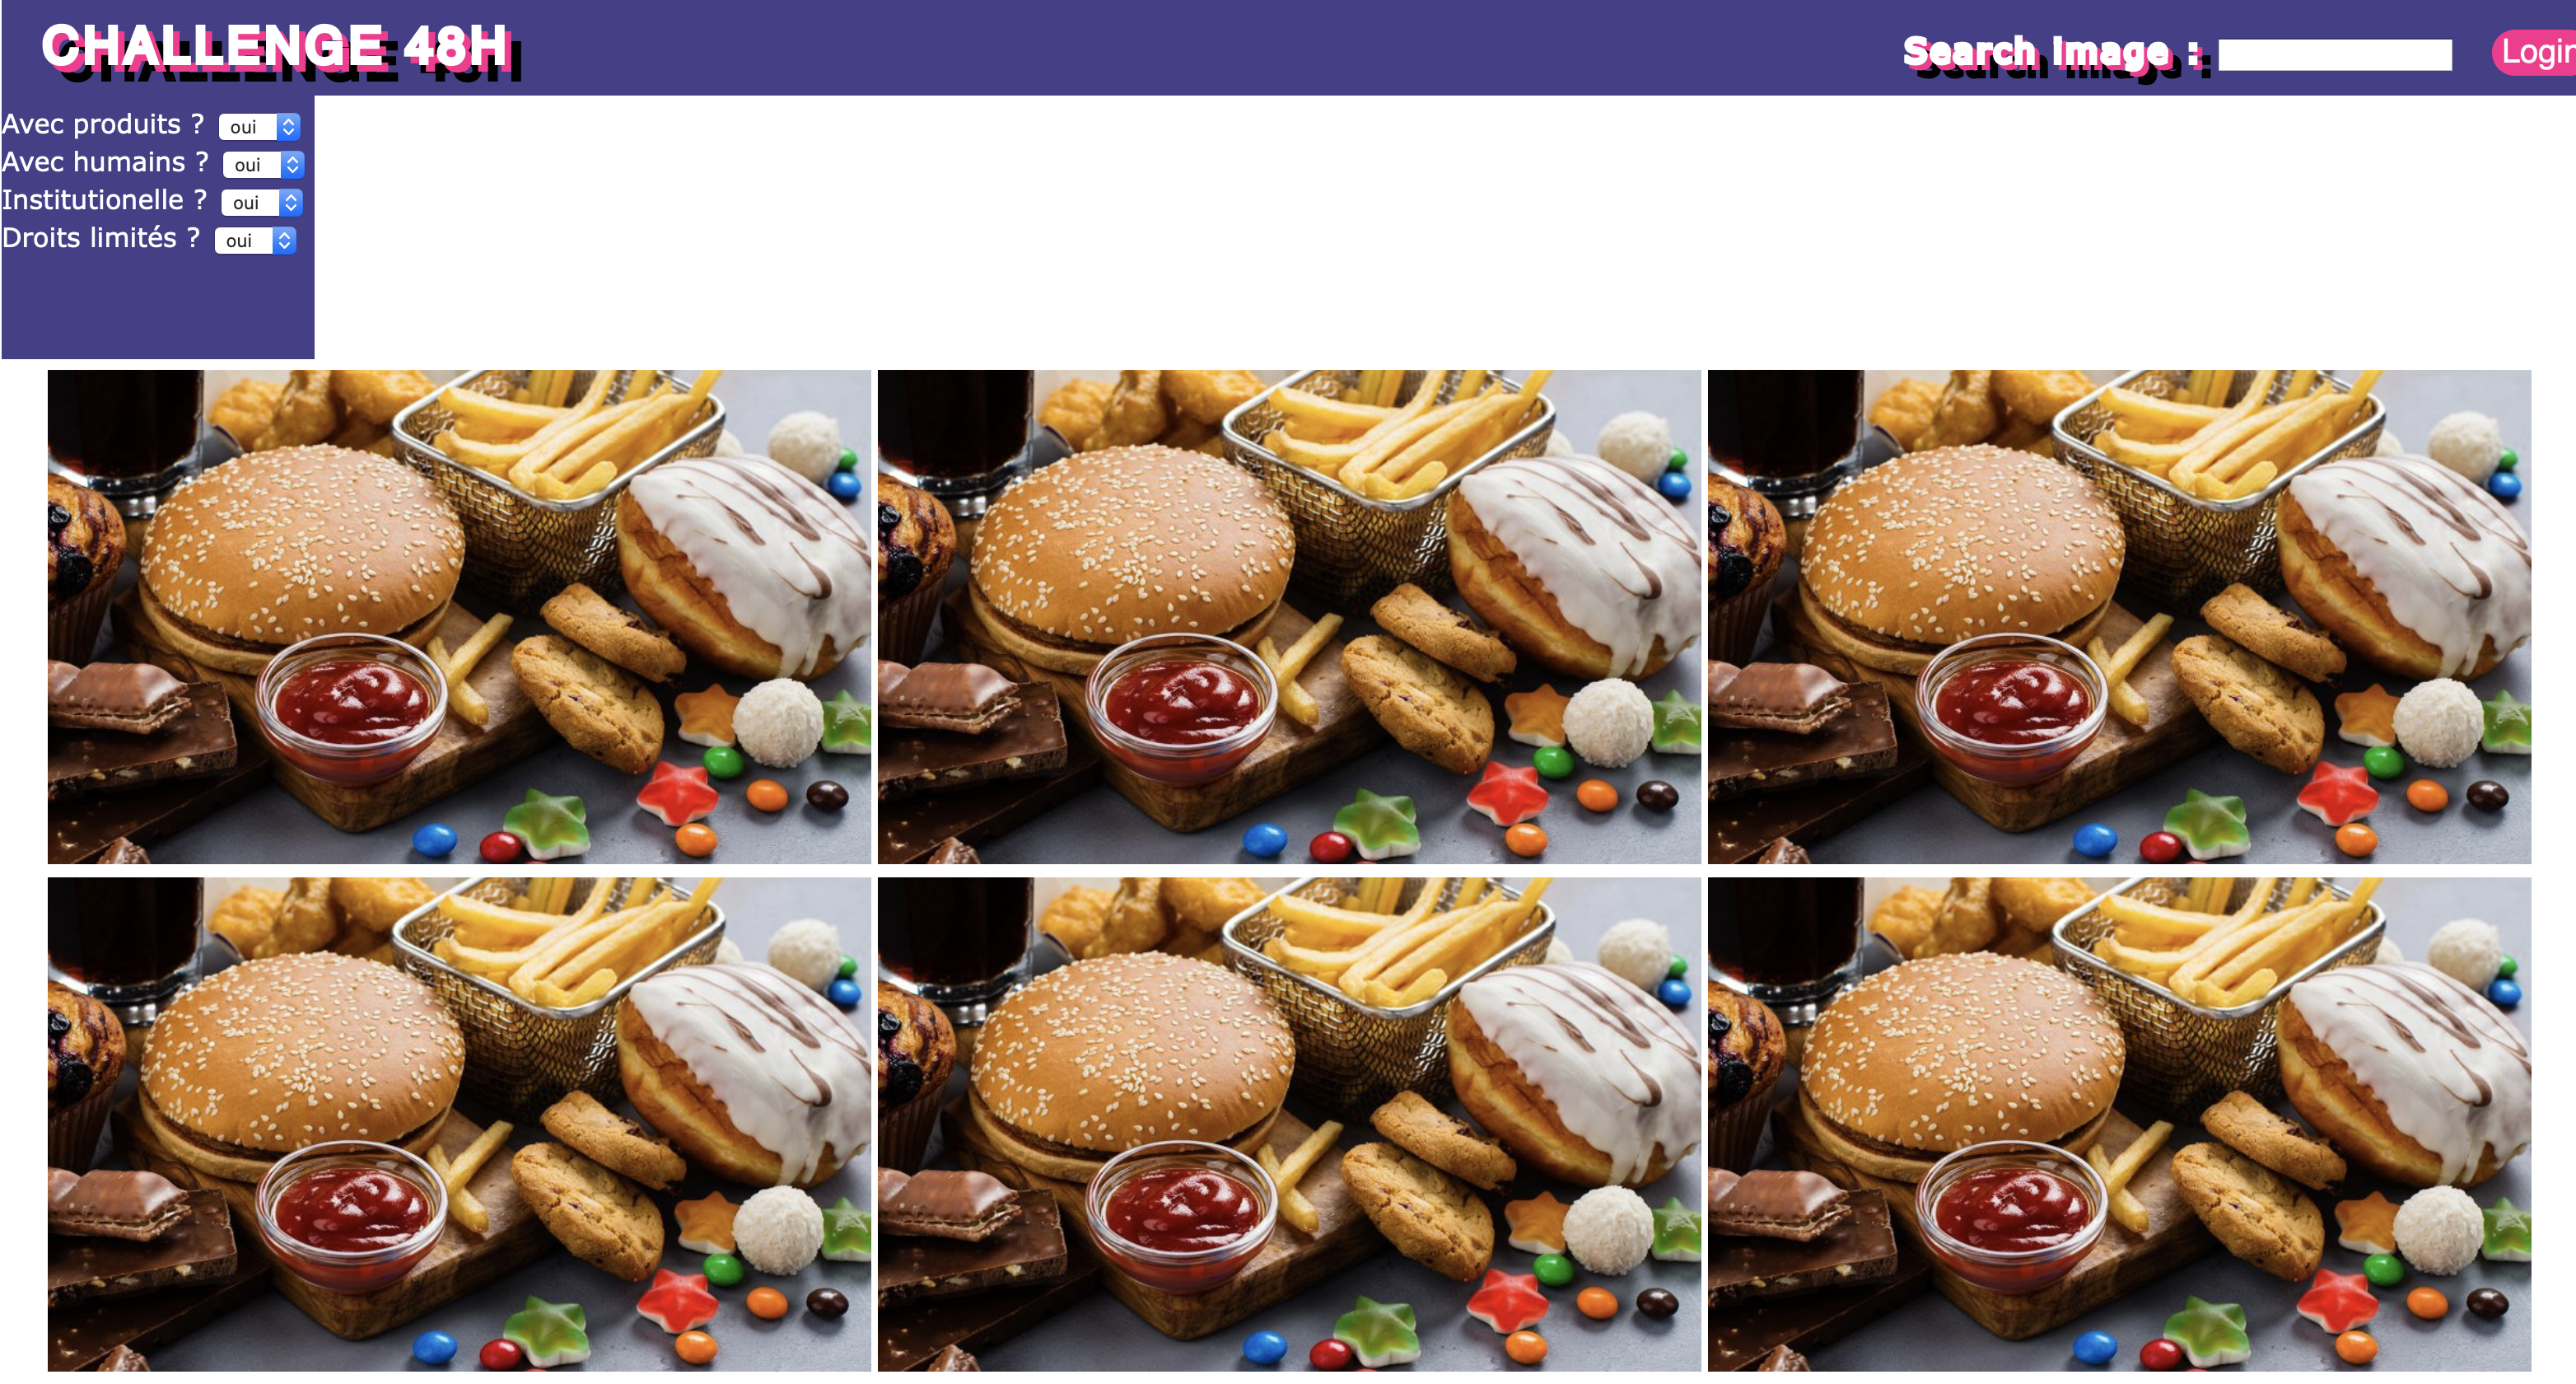 CHALLENGE 48H
Search Image :
Login
Avec produits ? oui
Avec humains ? oui
Institutionelle ? oui
Droits limités ? oui